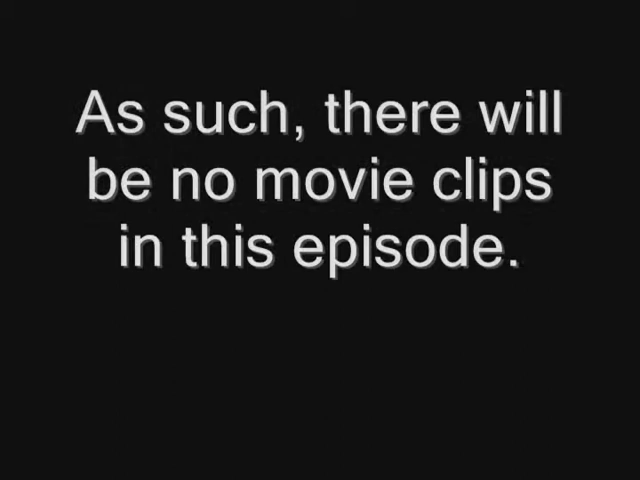 As such, there will
be no movie clips
in this episode.